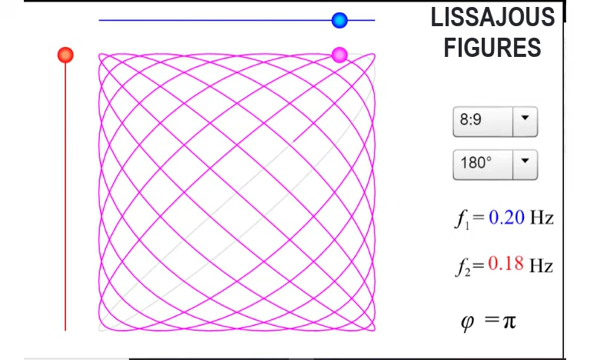 LISSAJOUS
FIGURES
8:9
180°
f₁= 0.20 Hz
f₂= 0.18 Hz
φ = π